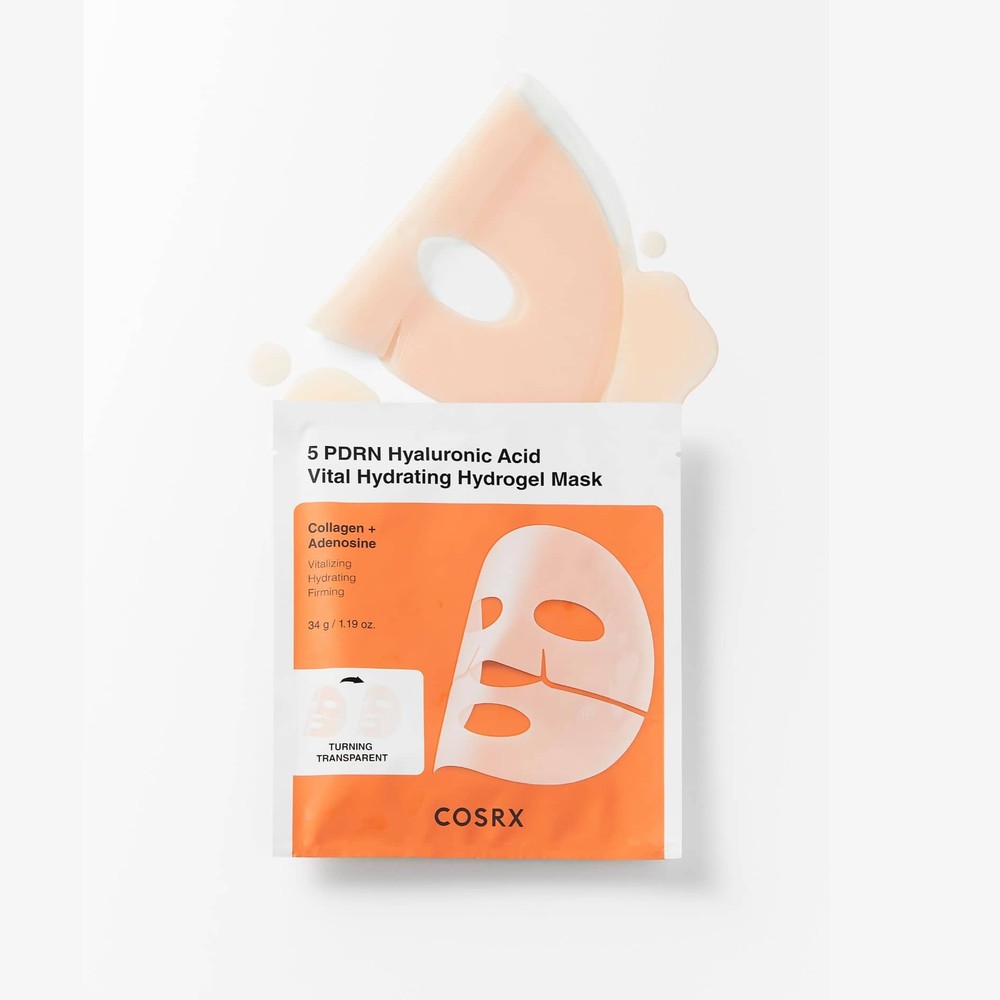 5 PDRN Hyaluronic Acid
Vital Hydrating Hydrogel Mask
Collagen +
Adenosine
Vitalizing
Hydrating
Firming
34 g / 1.19 oz.
TURNING
TRANSPARENT
COSRX